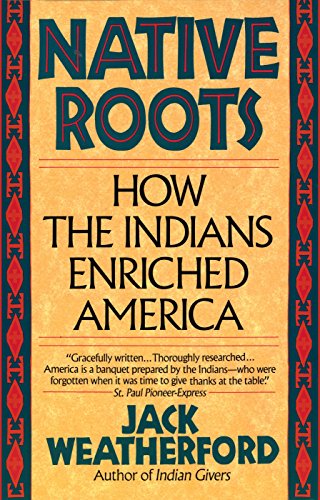 NATIVE
ROOTS
HOW
THE INDIANS
ENRICHED
AMERICA
“Gracefully written... Thoroughly researched...
America is a banquet prepared by the Indians—who were
forgotten when it was time to give thanks at the table.”
St. Paul Pioneer-Express
JACK
WEATHERFORD
Author of Indian Givers